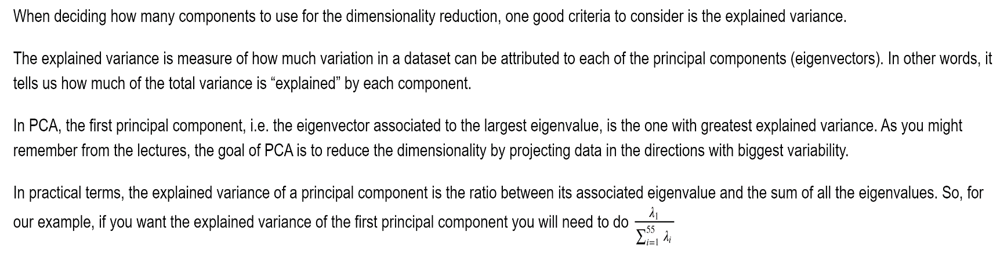 When deciding how many components to use for the dimensionality reduction, one good criteria to consider is the explained variance.
The explained variance is measure of how much variation in a dataset can be attributed to each of the principal components (eigenvectors). In other words, it
tells us how much of the total variance is “explained” by each component.
In PCA, the first principal component, i.e. the eigenvector associated to the largest eigenvalue, is the one with greatest explained variance. As you might
remember from the lectures, the goal of PCA is to reduce the dimensionality by projecting data in the directions with biggest variability.
In practical terms, the explained variance of a principal component is the ratio between its associated eigenvalue and the sum of all the eigenvalues. So, for
our example, if you want the explained variance of the first principal component you will need to do $\frac{\lambda_1}{\sum_{i=1}^{55} \lambda_i}$